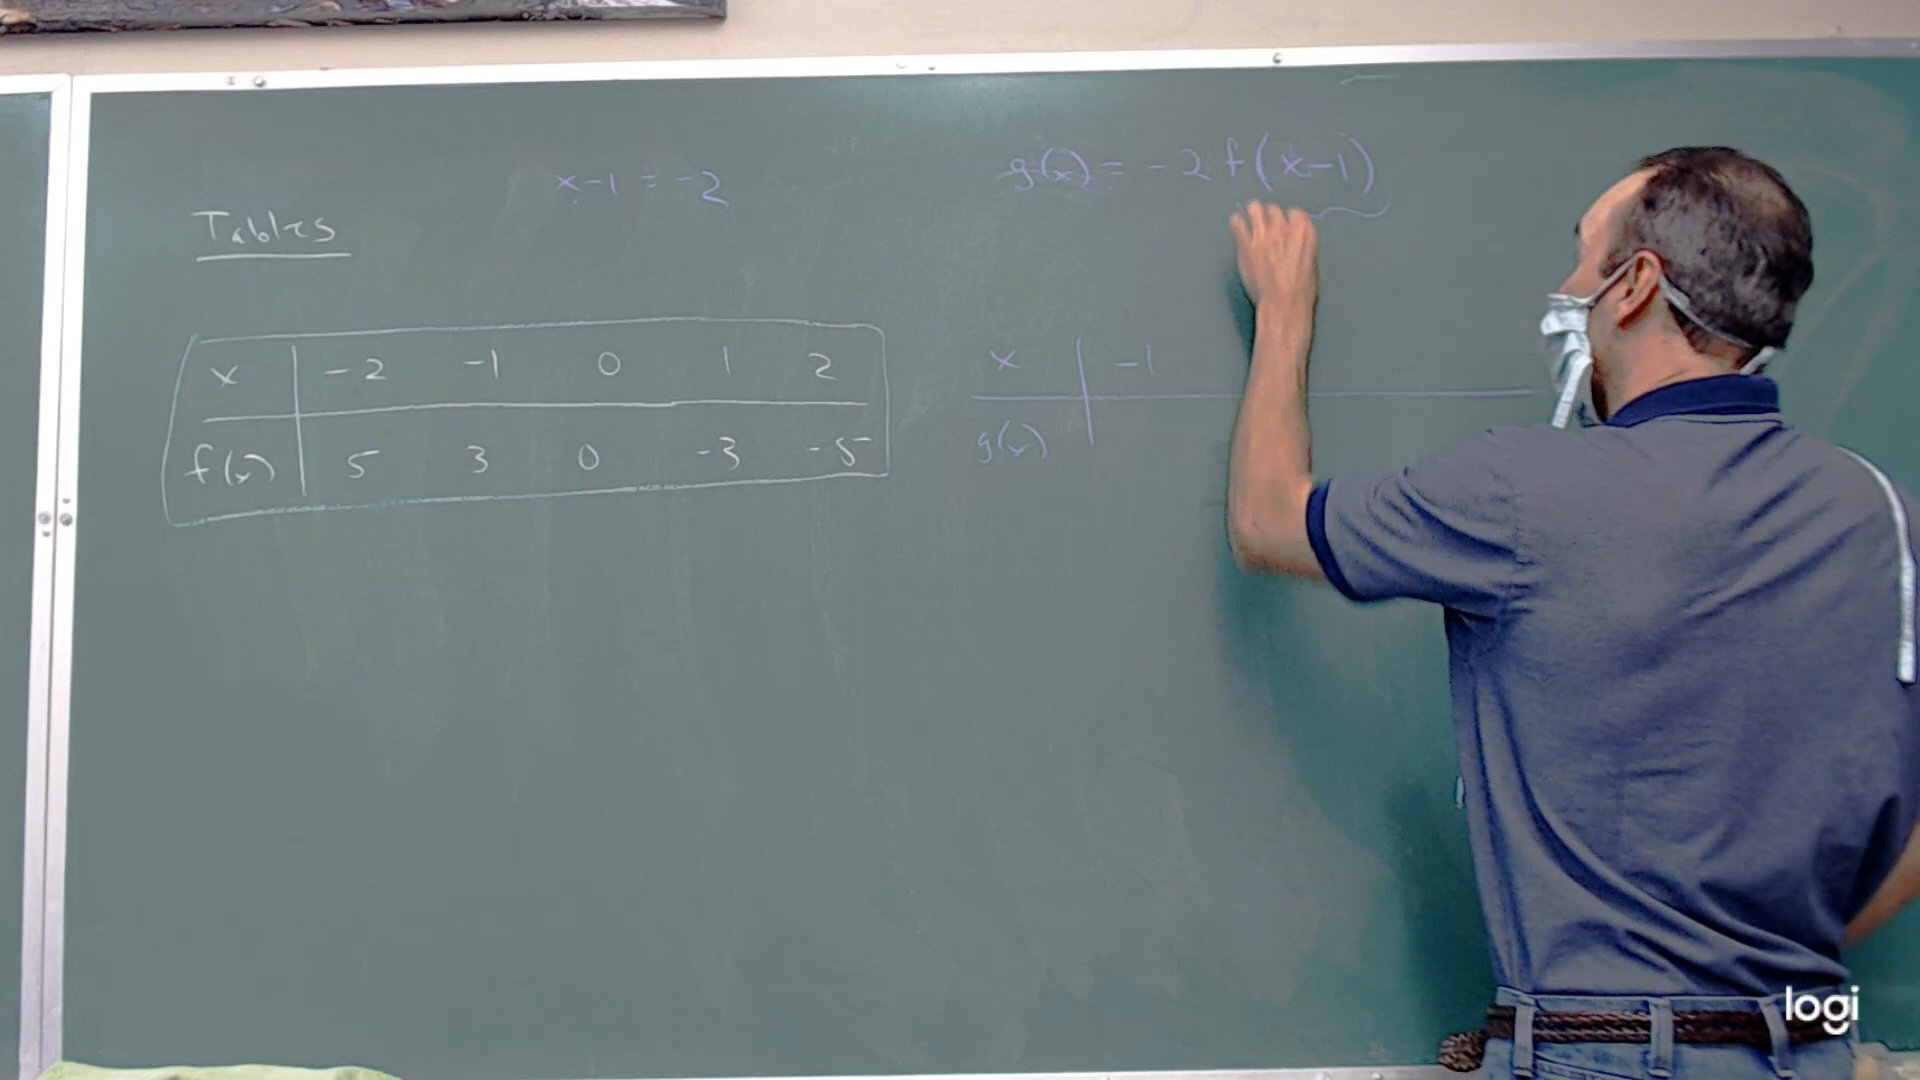 x-1 = -2
g(x) = -2 f(x-1)
Tables
x -2 -1 0 1 2
f(x) 5 3 0 -3 -5
x -1
g(x)
logi